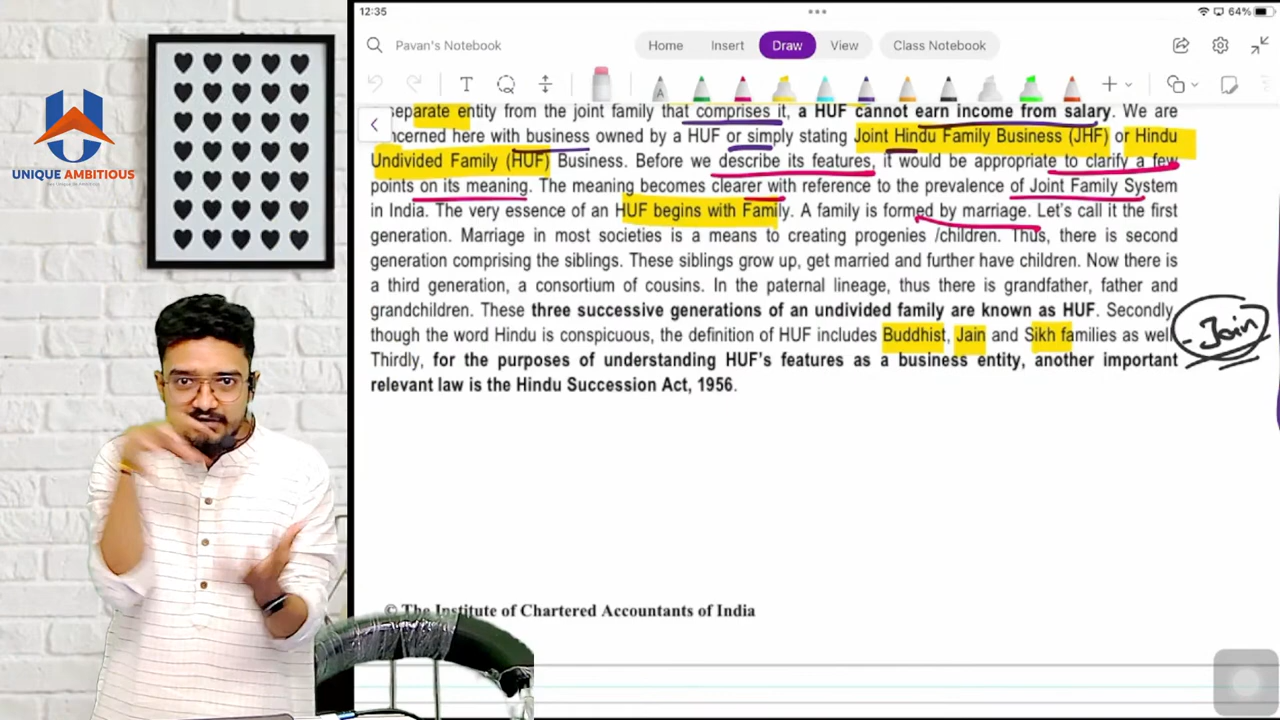 12:35
64%
Pavan's Notebook
Home
Insert
Draw
View
Class Notebook
UNIQUE AMBITIOUS
separate entity from the joint family that comprises it, a HUF cannot earn income from salary. We are
concerned here with business owned by a HUF or simply stating Joint Hindu Family Business (JHF) or Hindu
Undivided Family (HUF) Business. Before we describe its features, it would be appropriate to clarify a few
points on its meaning. The meaning becomes clearer with reference to the prevalence of Joint Family System
in India. The very essence of an HUF begins with Family. A family is formed by marriage. Let's call it the first
generation. Marriage in most societies is a means to creating progenies /children. Thus, there is second
generation comprising the siblings. These siblings grow up, get married and further have children. Now there is
a third generation, a consortium of cousins. In the paternal lineage, thus there is grandfather, father and
grandchildren. These three successive generations of an undivided family are known as HUF. Secondly,
though the word Hindu is conspicuous, the definition of HUF includes Buddhist, Jain and Sikh families as well.
Thirdly, for the purposes of understanding HUF's features as a business entity, another important
relevant law is the Hindu Succession Act, 1956.
- Join
© The Institute of Chartered Accountants of India